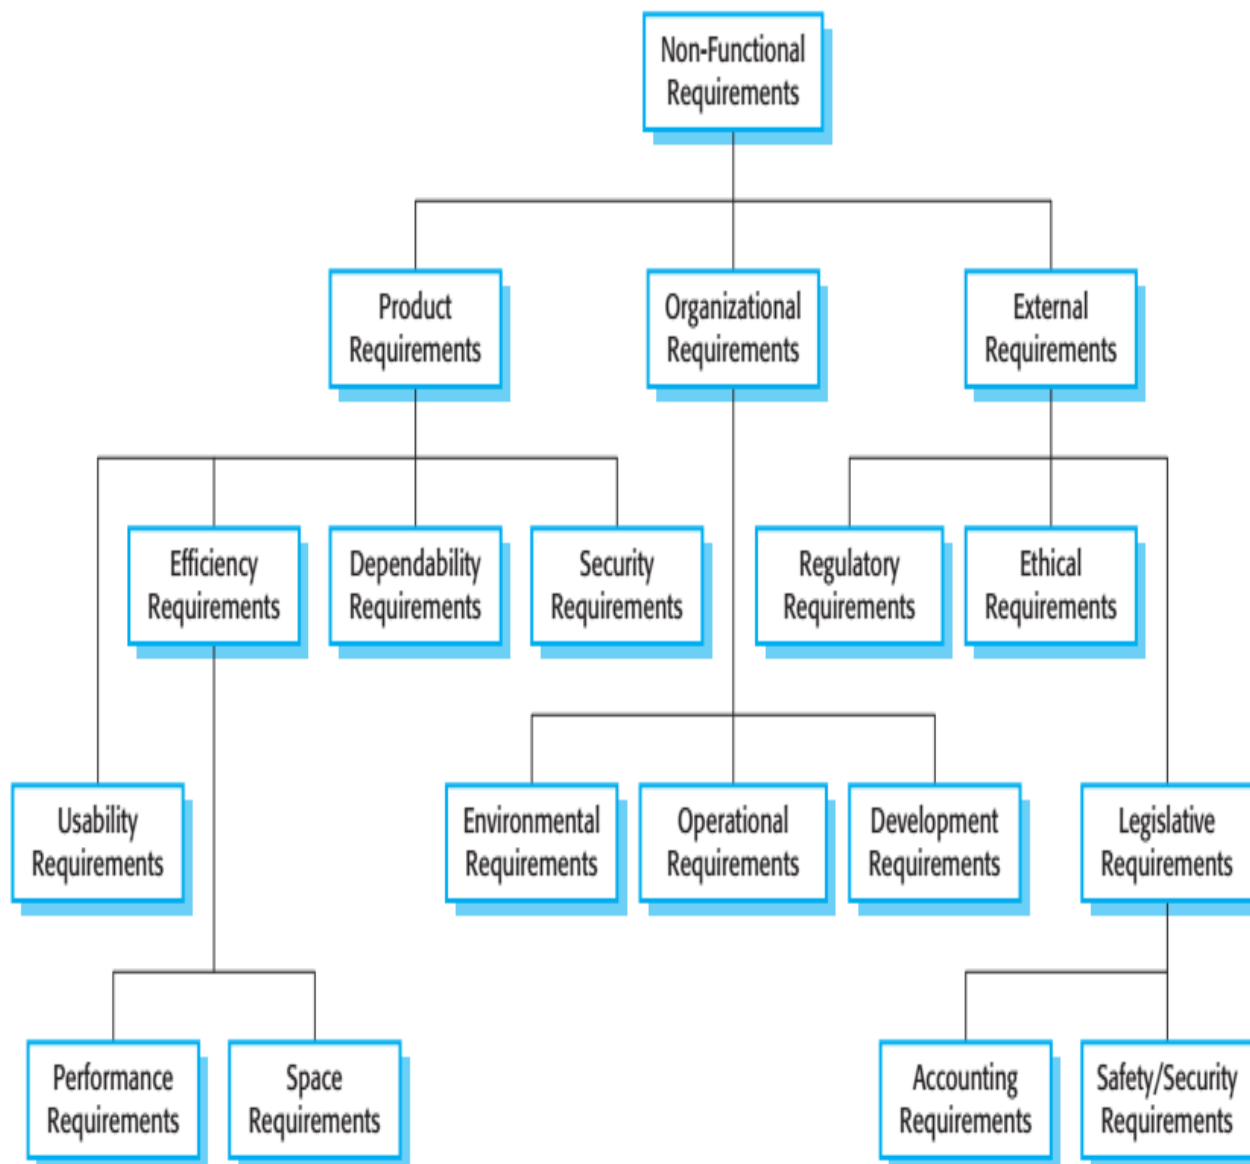 Non-Functional
Requirements
Product
Requirements
Organizational
Requirements
External
Requirements
Efficiency
Requirements
Dependability
Requirements
Security
Requirements
Regulatory
Requirements
Ethical
Requirements
Usability
Requirements
Environmental
Requirements
Operational
Requirements
Development
Requirements
Legislative
Requirements
Performance
Requirements
Space
Requirements
Accounting
Requirements
Safety/Security
Requirements